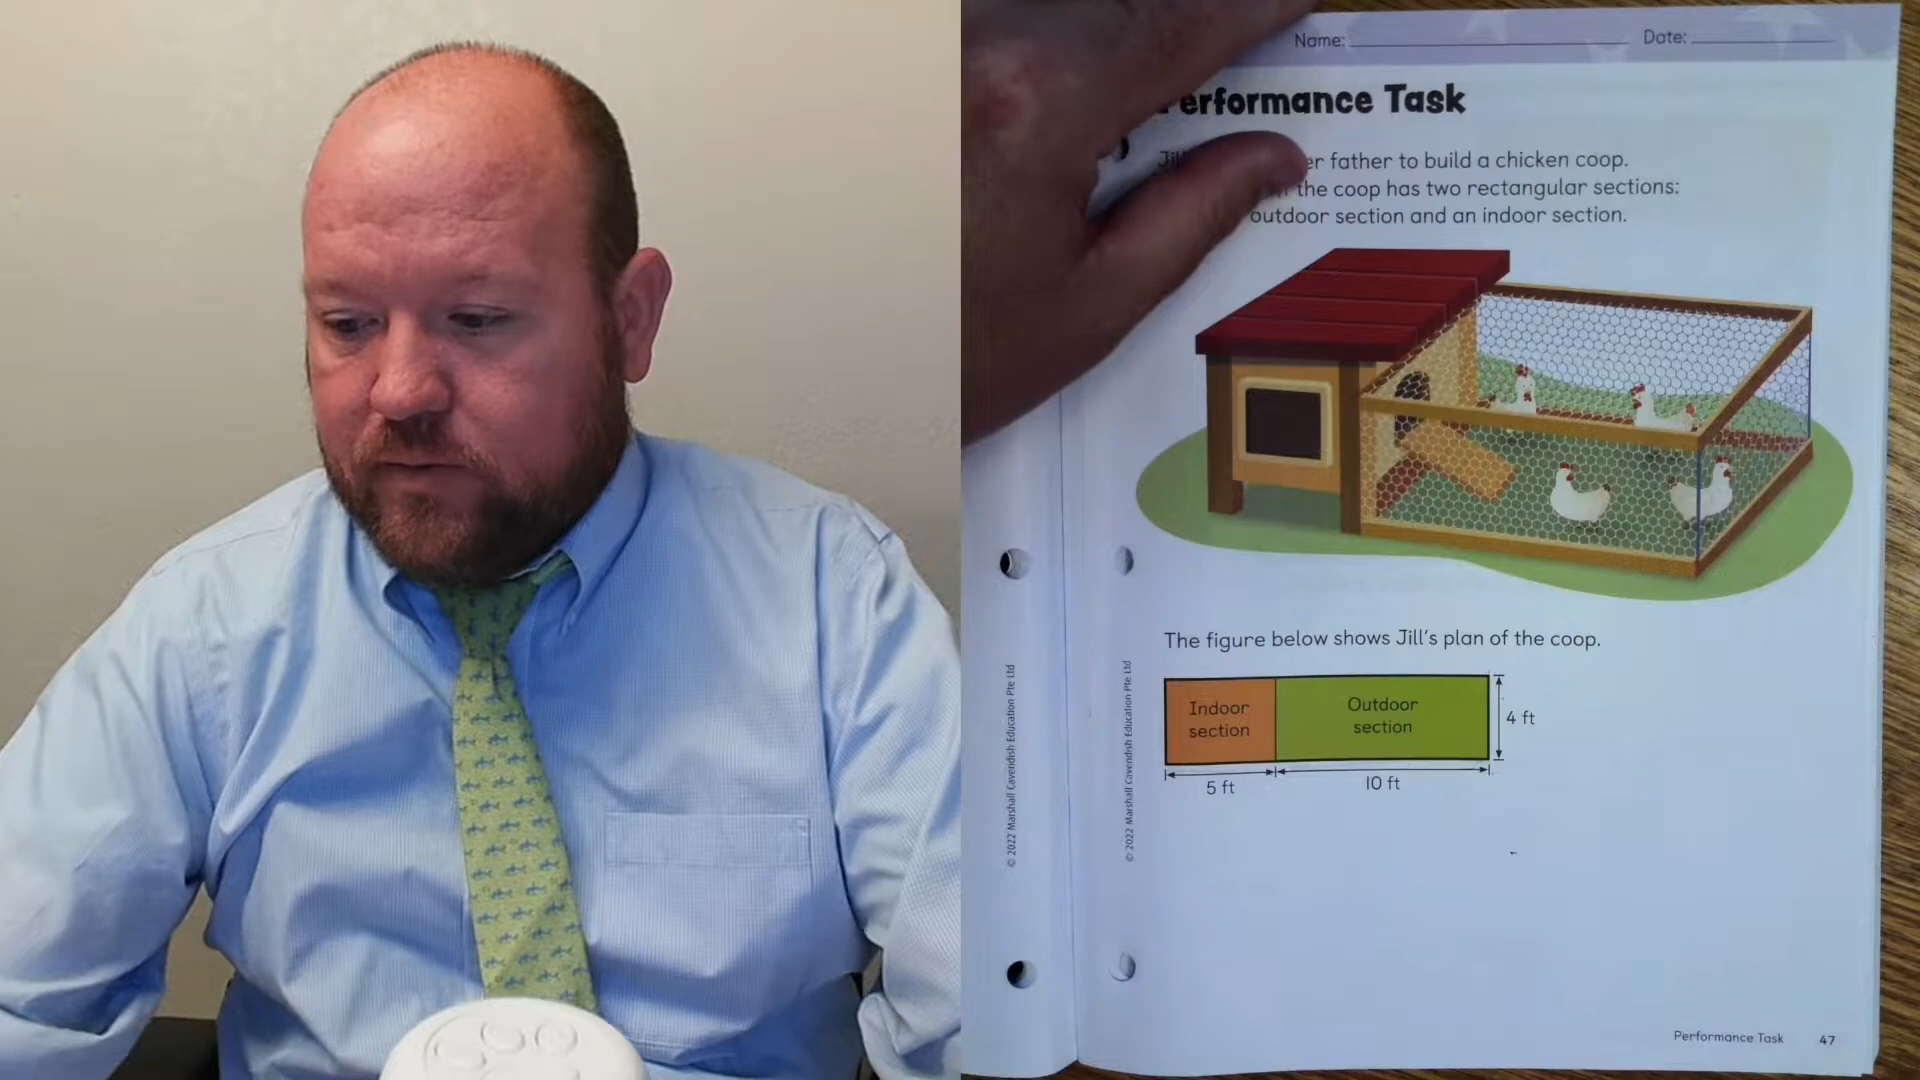 Name: Date:
Performance Task
Jill father to build a chicken coop.
the coop has two rectangular sections:
outdoor section and an indoor section.
The figure below shows Jill's plan of the coop.
Indoor
section
Outdoor
section
4 ft
5 ft
10 ft
© 2022 Marshall Cavendish Education Pte Ltd
© 2022 Marshall Cavendish Education Pte Ltd
Performance Task 47